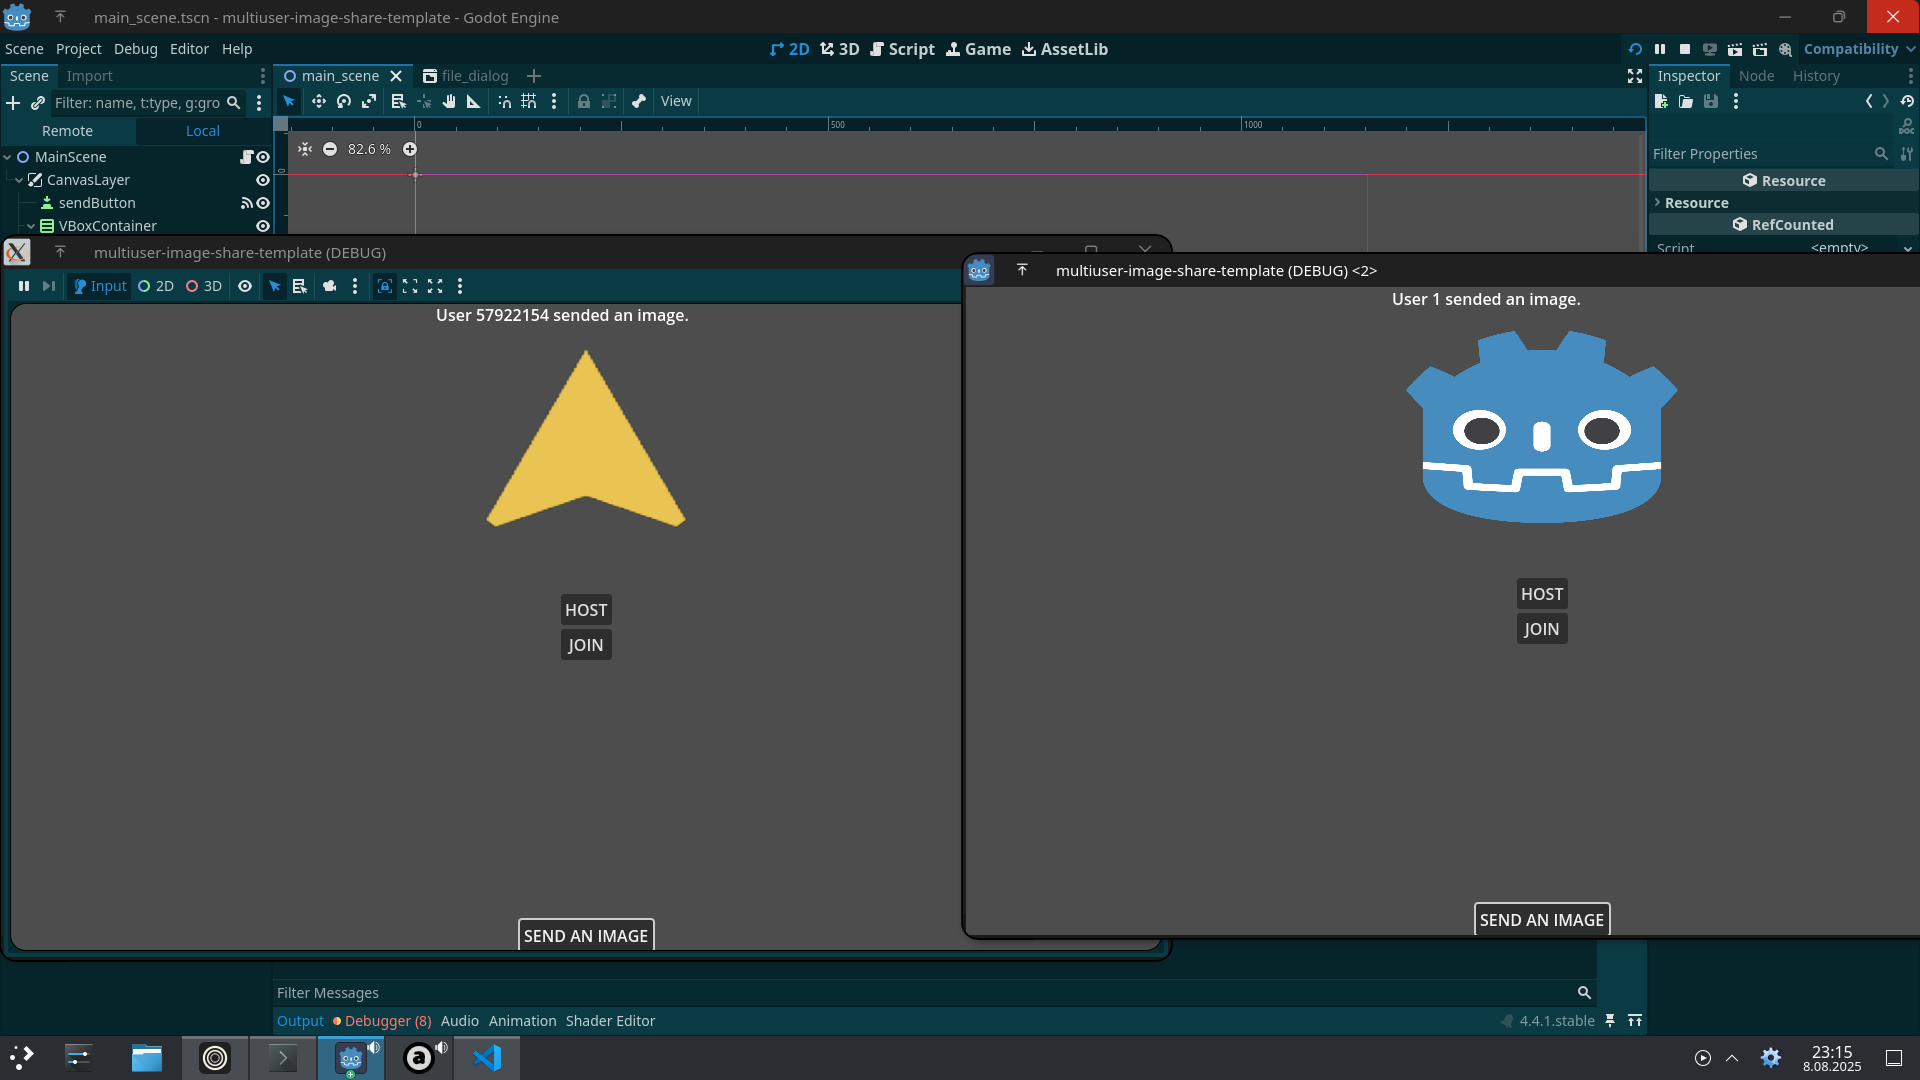 main_scene.tscn - multiuser-image-share-template - Godot Engine
Scene Project Debug Editor Help
2D 3D Script Game AssetLib
Compatibility
Scene Import
main_scene file_dialog
Inspector Node History
Filter: name, t:type, g:gro
View
Remote Local
0 500 1000
MainScene
82.6 %
0
Filter Properties
CanvasLayer
Resource
sendButton
Resource
VBoxContainer
RefCounted
Script <empty>
multiuser-image-share-template (DEBUG)
Input 2D 3D
User 57922154 sended an image.
HOST
JOIN
SEND AN IMAGE
multiuser-image-share-template (DEBUG) <2>
User 1 sended an image.
HOST
JOIN
SEND AN IMAGE
Filter Messages
Output Debugger (8) Audio Animation Shader Editor
4.4.1.stable
23:15
8.08.2025